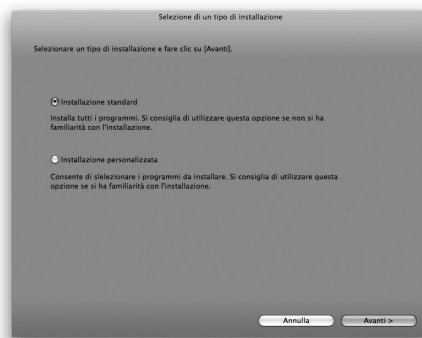 Selezione di un tipo di installazione
Selezionare un tipo di installazione e fare clic su [Avanti].
Installazione standard
Installa tutti i programmi. Si consiglia di utilizzare questa opzione se non si ha
familiarità con l'installazione.
Installazione personalizzata
Consente di slelezionare i programmi da installare. Si consiglia di utilizzare questa
opzione se si ha familiarità con l'installazione.
Annulla
Avanti >